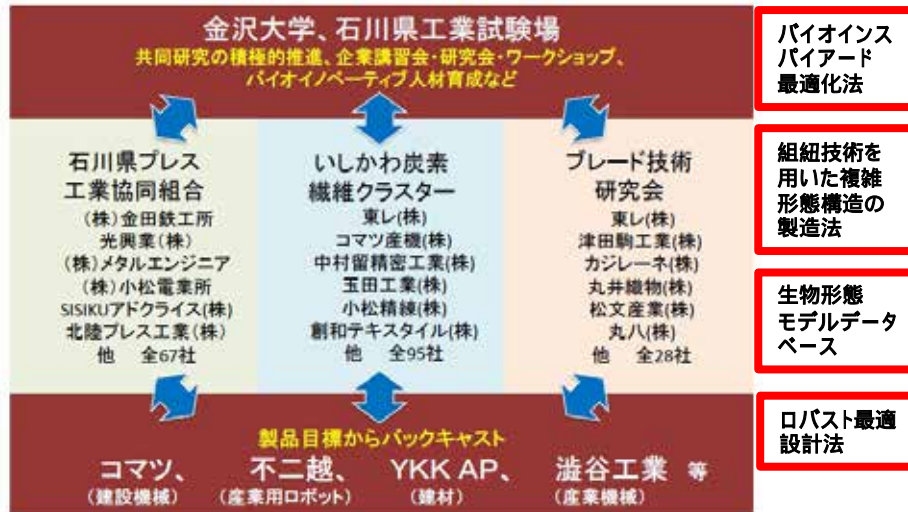 金沢大学、石川県工業試験場
共同研究の積極的推進、企業講習会・研究会・ワークショップ、
バイオイノベーティブ人材育成など
石川県プレス
工業協同組合
(株)金田鉄工所
光興業(株)
(株)メタルエンジニア
(株)小松電業所
SISIKUアドクライス(株)
北陸プレス工業(株)
他 全67社
いしかわ炭素
繊維クラスター
東レ(株)
コマツ産機(株)
中村留精密工業(株)
玉田工業(株)
小松精練(株)
創和テキスタイル(株)
他 全95社
ブレード技術
研究会
東レ(株)
津田駒工業(株)
カジレーネ(株)
丸井織物(株)
松文産業(株)
丸八(株)
他 全28社
製品目標からバックキャスト
コマツ、 不二越、 YKK AP、 澁谷工業 等
(建設機械) (産業用ロボット) (建材) (産業機械)
バイオインス
パイアード
最適化法
組紐技術を
用いた複雑
形態構造の
製造法
生物形態
モデルデータ
ベース
ロバスト最適
設計法